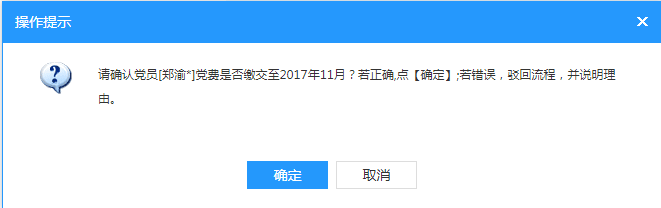 操作提示
请确认党员[郑渝*]党费是否缴交至2017年11月？若正确,点【确定】;若错误，驳回流程，并说明理
由。
确定
取消